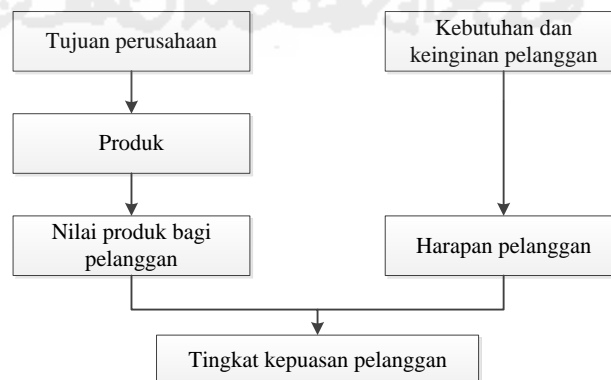 Tujuan perusahaan
Kebutuhan dan
keinginan pelanggan
Produk
Nilai produk bagi
pelanggan
Harapan pelanggan
Tingkat kepuasan pelanggan